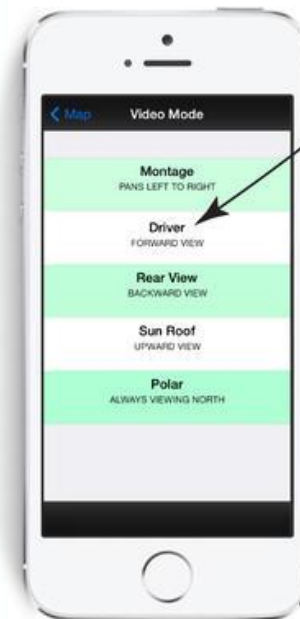 Map
Video Mode
Montage
PANS LEFT TO RIGHT
Driver
FORWARD VIEW
Rear View
BACKWARD VIEW
Sun Roof
UPWARD VIEW
Polar
ALWAYS VIEWING NORTH